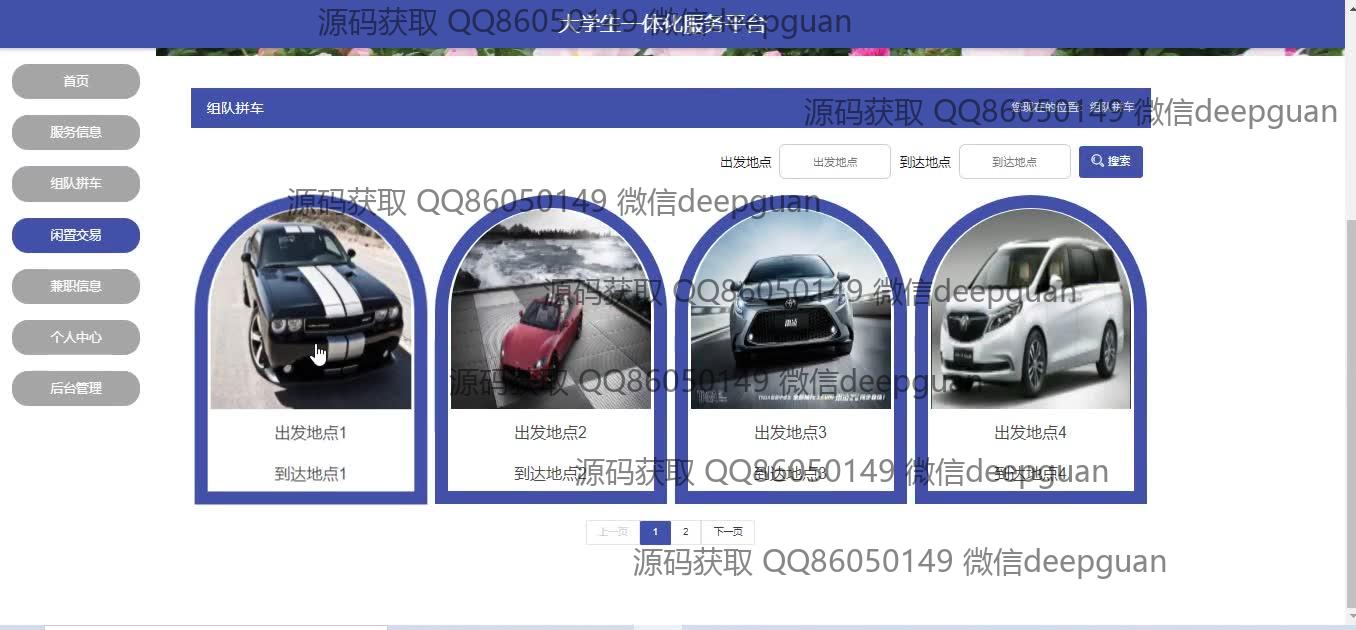 大学生一体化服务平台
源码获取 QQ86050149 微信deepguan
首页
服务信息
组队拼车
闲置交易
兼职信息
个人中心
后台管理
组队拼车
您现在的位置: 组队拼车
源码获取 QQ86050149 微信deepguan
出发地点 出发地点 到达地点 到达地点 搜索
源码获取 QQ86050149 微信deepguan
源码获取 QQ86050149 微信deepguan
源码获取 QQ86050149 微信deepguan
出发地点1
到达地点1
出发地点2
到达地点2
出发地点3
到达地点3
出发地点4
到达地点4
源码获取 QQ86050149 微信deepguan
上一页 1 2 下一页
源码获取 QQ86050149 微信deepguan